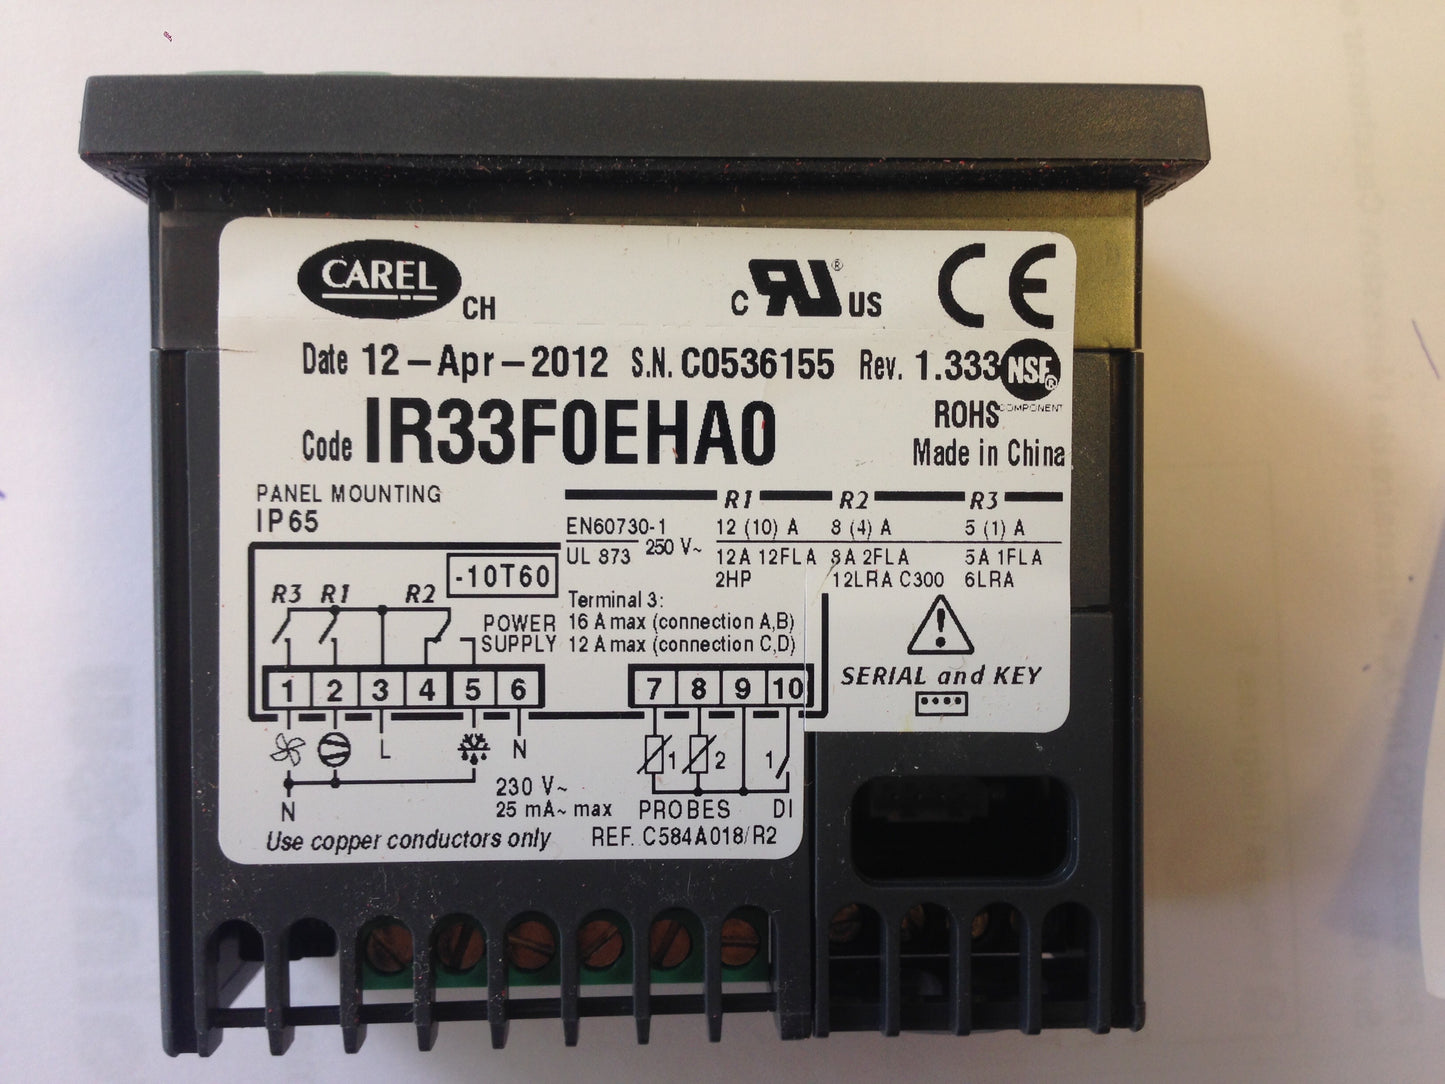 CAREL CH
C RU ® US CE
Date 12-Apr-2012 S.N. C0536155 Rev. 1.333 NSF®
COMPONENT
ROHS
Code IR33F0EHA0
Made in China
PANEL MOUNTING
IP65
R1 R2 R3
EN60730-1 12 (10) A 8 (4) A 5 (1) A
250 V~
UL 873 12A 12FLA 8A 2FLA 5A 1FLA
2HP 12LRA C300 6LRA
-10T60
R3 R1 R2
Terminal 3:
POWER 16 A max (connection A,B)
SUPPLY 12 A max (connection C,D)
SERIAL and KEY
1 2 3 4 5 6 7 8 9 10
L N 1 2 1
230 V~
N 25 mA~ max PROBES DI
Use copper conductors only REF. C584A018/R2